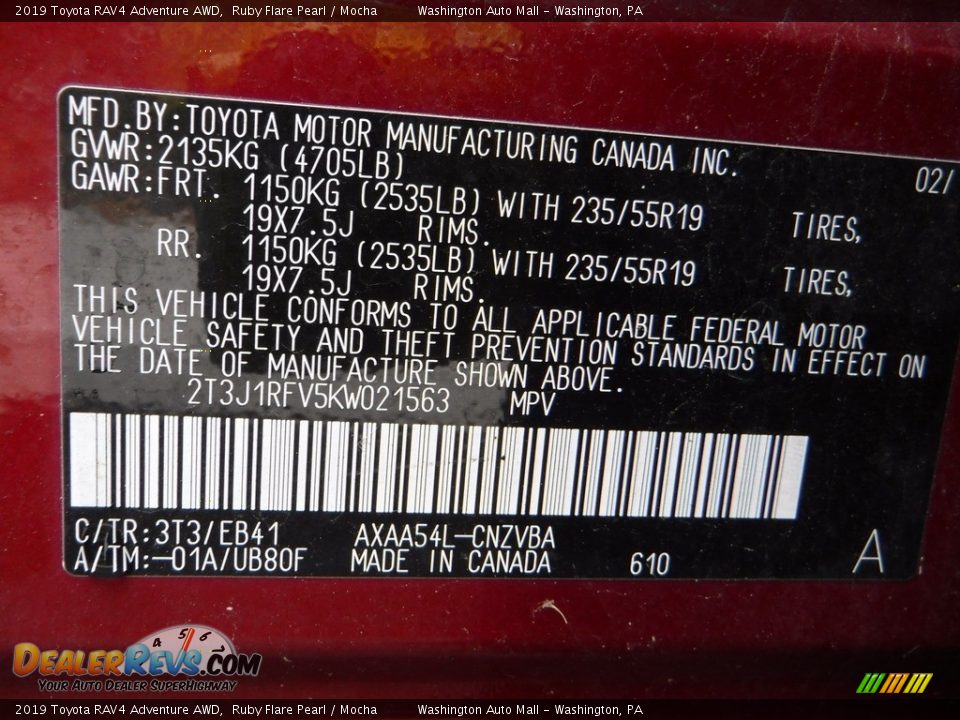 2019 Toyota RAV4 Adventure AWD, Ruby Flare Pearl / Mocha Washington Auto Mall - Washington, PA
MFD.BY:TOYOTA MOTOR MANUFACTURING CANADA INC. 02/
GVWR:2135KG (4705LB)
GAWR:FRT. 1150KG (2535LB) WITH 235/55R19 TIRES,
19X7.5J RIMS.
RR. 1150KG (2535LB) WITH 235/55R19 TIRES,
19X7.5J RIMS.
THIS VEHICLE CONFORMS TO ALL APPLICABLE FEDERAL MOTOR
VEHICLE SAFETY AND THEFT PREVENTION STANDARDS IN EFFECT ON
THE DATE OF MANUFACTURE SHOWN ABOVE.
2T3J1RFV5KW021563 MPV
C/TR:3T3/EB41 AXAA54L-CNZVBA
A/TM:-01A/UB80F MADE IN CANADA 610 A
4 5 6
DEALERREVS.COM
YOUR AUTO DEALER SUPERHIGHWAY
2019 Toyota RAV4 Adventure AWD, Ruby Flare Pearl / Mocha Washington Auto Mall - Washington, PA